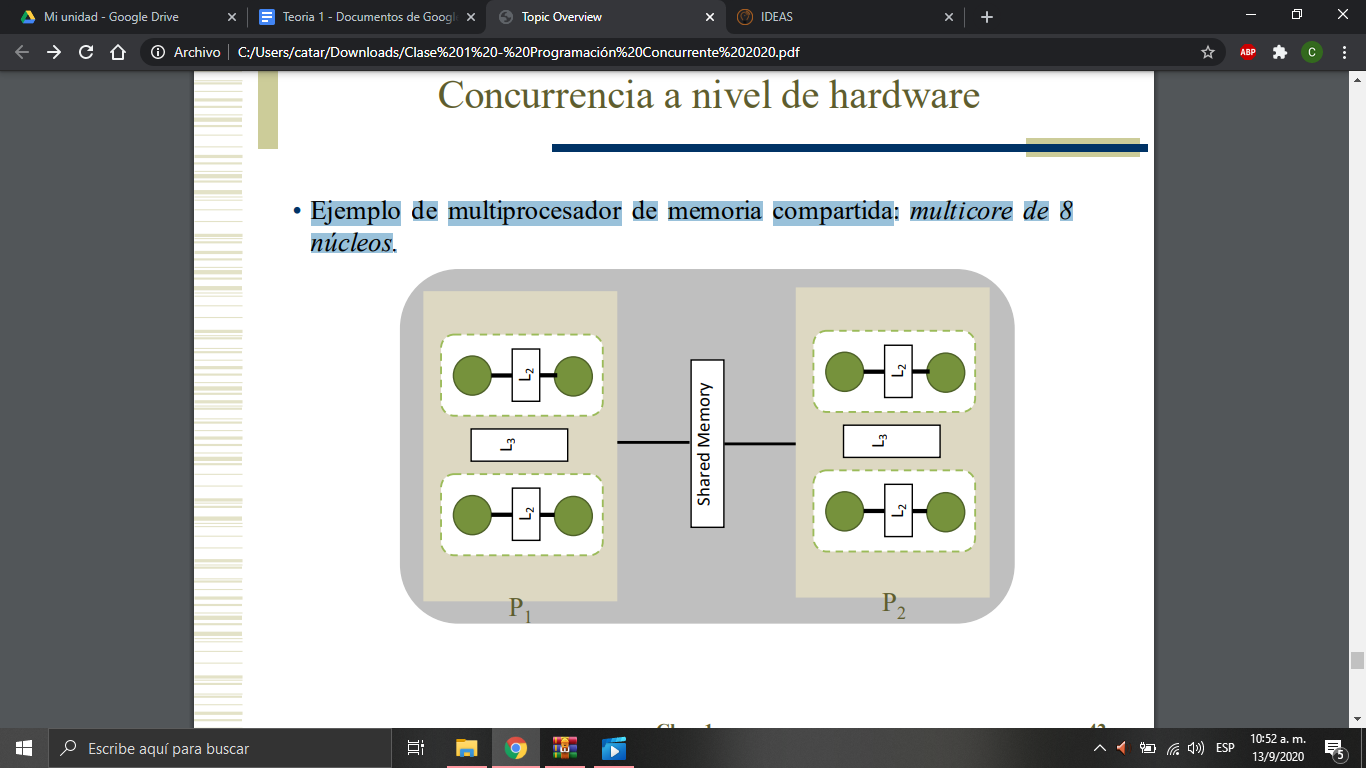 Mi unidad - Google Drive
Teoria 1 - Documentos de Googl
Topic Overview
IDEAS
Archivo
C:/Users/catar/Downloads/Clase%201%20-%20Programación%20Concurrente%202020.pdf
ABP
C
Concurrencia a nivel de hardware
• Ejemplo de multiprocesador de memoria compartida: multicore de 8
núcleos.
L2
L2
L3
L3
Shared Memory
L2
L2
P1
P2
Escribe aquí para buscar
ESP
10:52 a. m.
13/9/2020
5